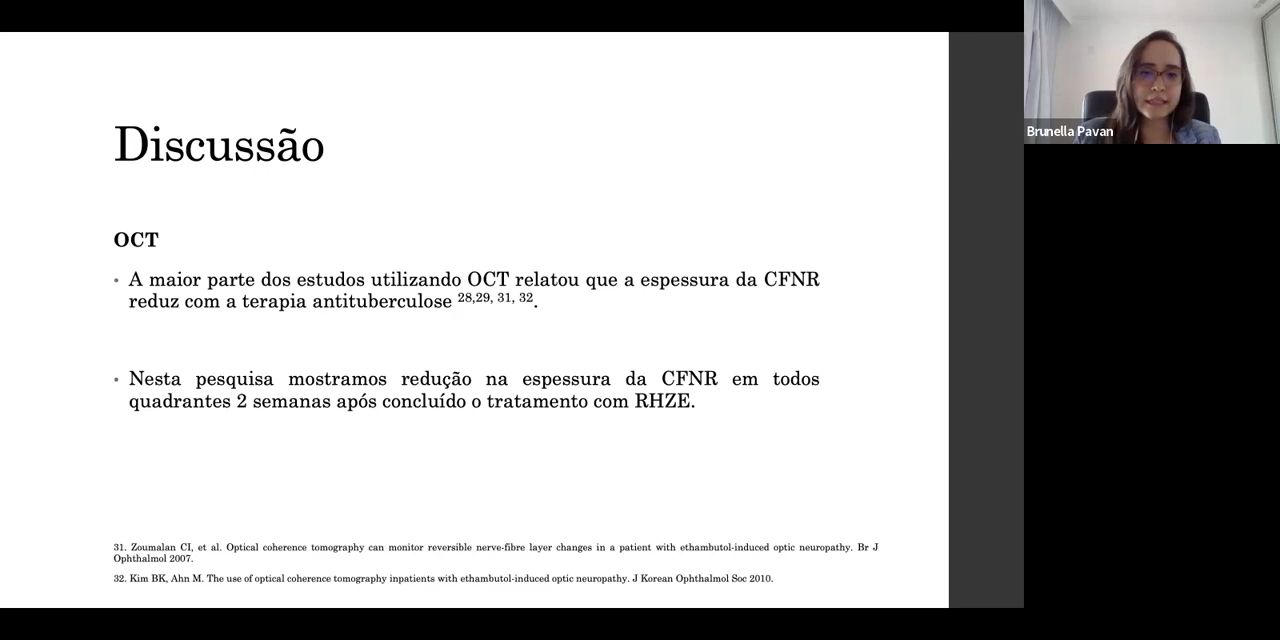 Discussão
OCT
• A maior parte dos estudos utilizando OCT relatou que a espessura da CFNR
reduz com a terapia antituberculose 28,29, 31, 32.
• Nesta pesquisa mostramos redução na espessura da CFNR em todos
quadrantes 2 semanas após concluído o tratamento com RHZE.
31. Zoumalan CI, et al. Optical coherence tomography can monitor reversible nerve-fibre layer changes in a patient with ethambutol-induced optic neuropathy. Br J
Ophthalmol 2007.
32. Kim BK, Ahn M. The use of optical coherence tomography inpatients with ethambutol-induced optic neuropathy. J Korean Ophthalmol Soc 2010.
Brunella Pavan